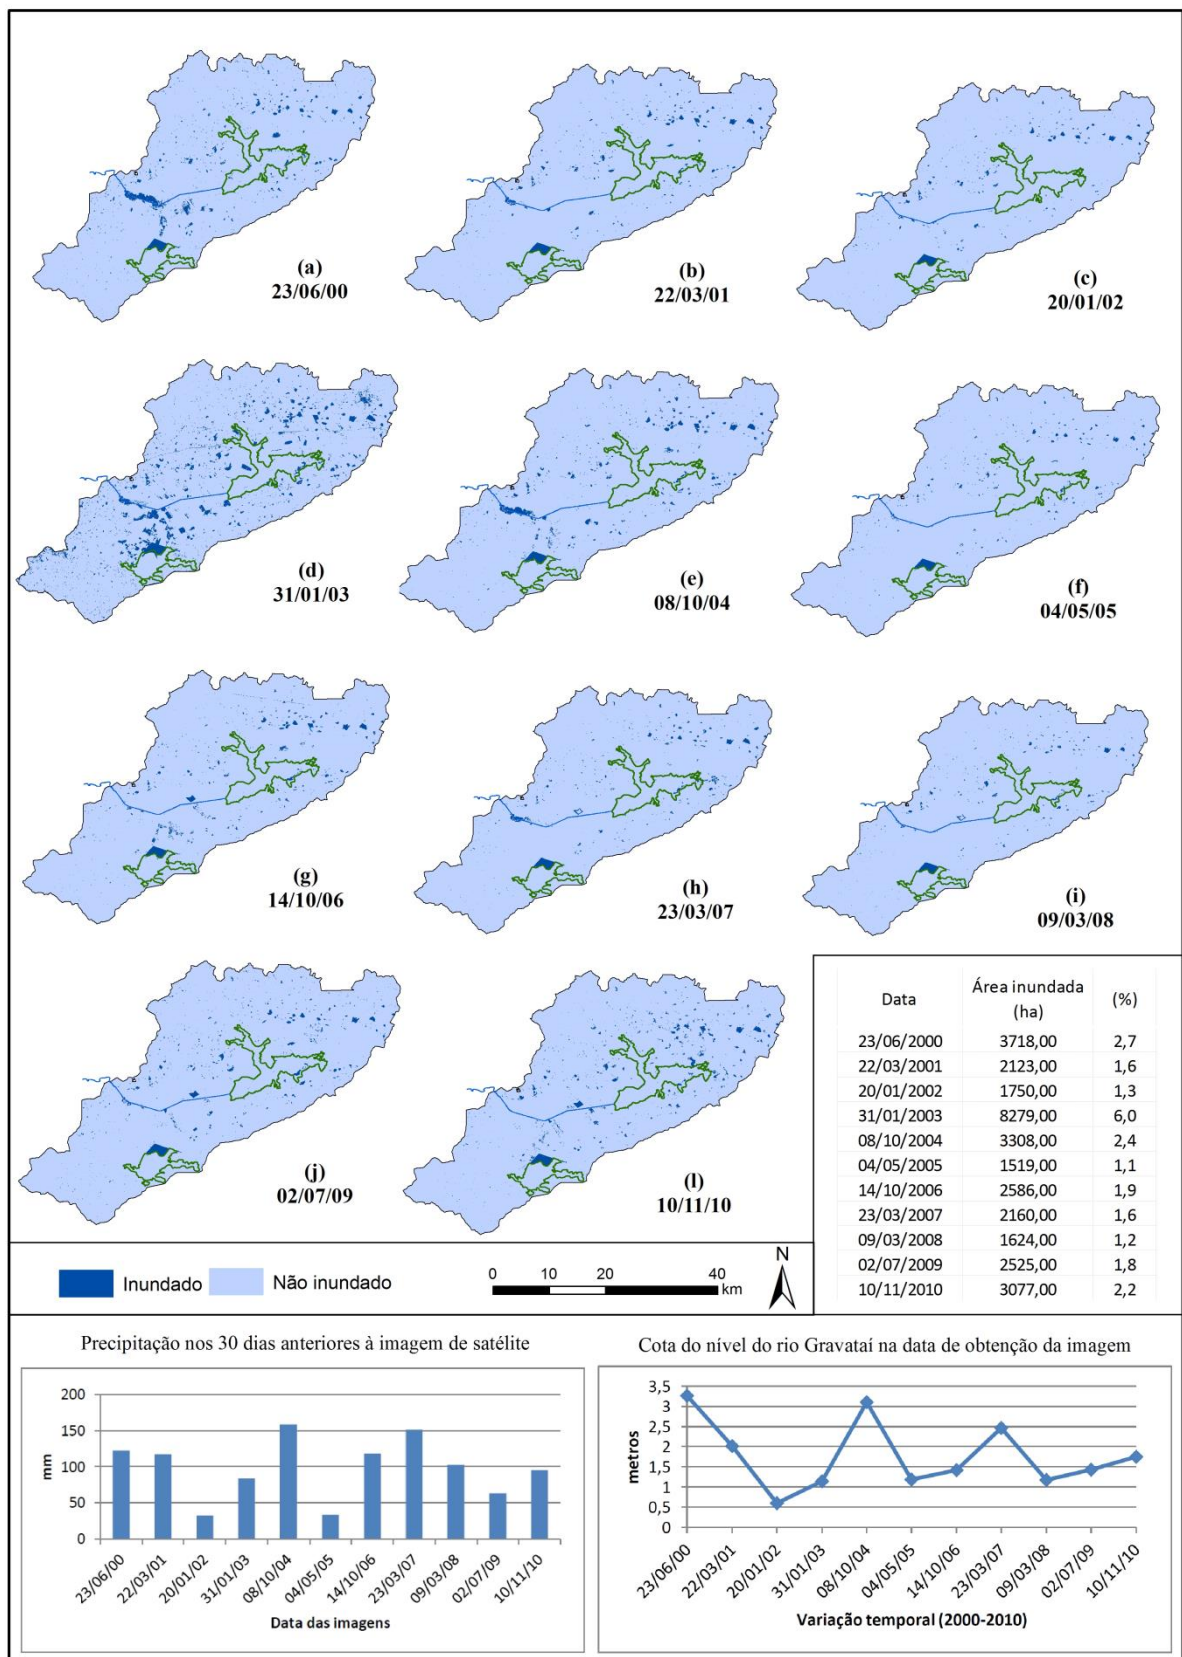 (a)
23/06/00
(b)
22/03/01
(c)
20/01/02
(d)
31/01/03
(e)
08/10/04
(f)
04/05/05
(g)
14/10/06
(h)
23/03/07
(i)
09/03/08
(j)
02/07/09
(l)
10/11/10
Data Área inundada (ha) (%)
23/06/2000 3718,00 2,7
22/03/2001 2123,00 1,6
20/01/2002 1750,00 1,3
31/01/2003 8279,00 6,0
08/10/2004 3308,00 2,4
04/05/2005 1519,00 1,1
14/10/2006 2586,00 1,9
23/03/2007 2160,00 1,6
09/03/2008 1624,00 1,2
02/07/2009 2525,00 1,8
10/11/2010 3077,00 2,2
Inundado Não inundado
0 10 20 40
km
N
Precipitação nos 30 dias anteriores à imagem de satélite
200
150
100
50
0
mm
23/06/00 22/03/01 20/01/02 31/01/03 08/10/04 04/05/05 14/10/06 23/03/07 09/03/08 02/07/09 10/11/10
Data das imagens
Cota do nível do rio Gravataí na data de obtenção da imagem
3,5
3
2,5
2
1,5
1
0,5
0
metros
23/06/00 22/03/01 20/01/02 31/01/03 08/10/04 04/05/05 14/10/06 23/03/07 09/03/08 02/07/09 10/11/10
Variação temporal (2000-2010)